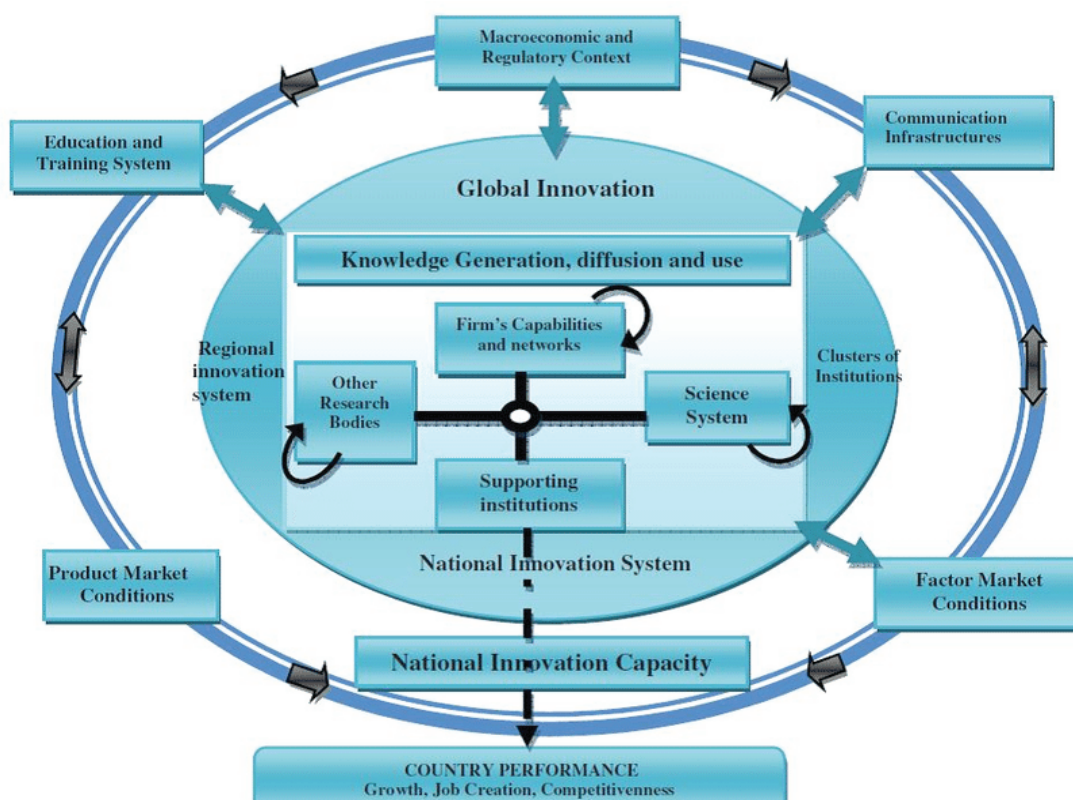 Macroeconomic and
Regulatory Context
Education and
Training System
Communication
Infrastructures
Global Innovation
Knowledge Generation, diffusion and use
Firm's Capabilities
and networks
Regional
innovation
system
Other
Research
Bodies
Science
System
Clusters of
Institutions
Supporting
institutions
National Innovation System
Product Market
Conditions
Factor Market
Conditions
National Innovation Capacity
COUNTRY PERFORMANCE
Growth, Job Creation, Competitivenness